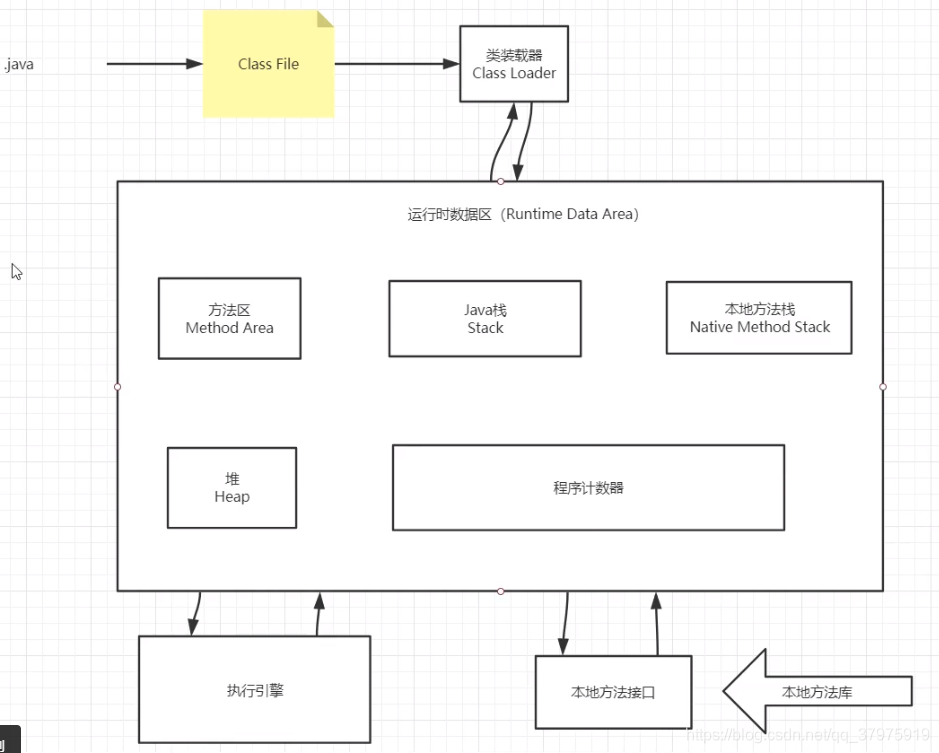 .java
Class File
类装载器
Class Loader
运行时数据区（Runtime Data Area）
方法区
Method Area
Java栈
Stack
本地方法栈
Native Method Stack
堆
Heap
程序计数器
执行引擎
本地方法接口
本地方法库
https://blog.csdn.net/qq_37975919